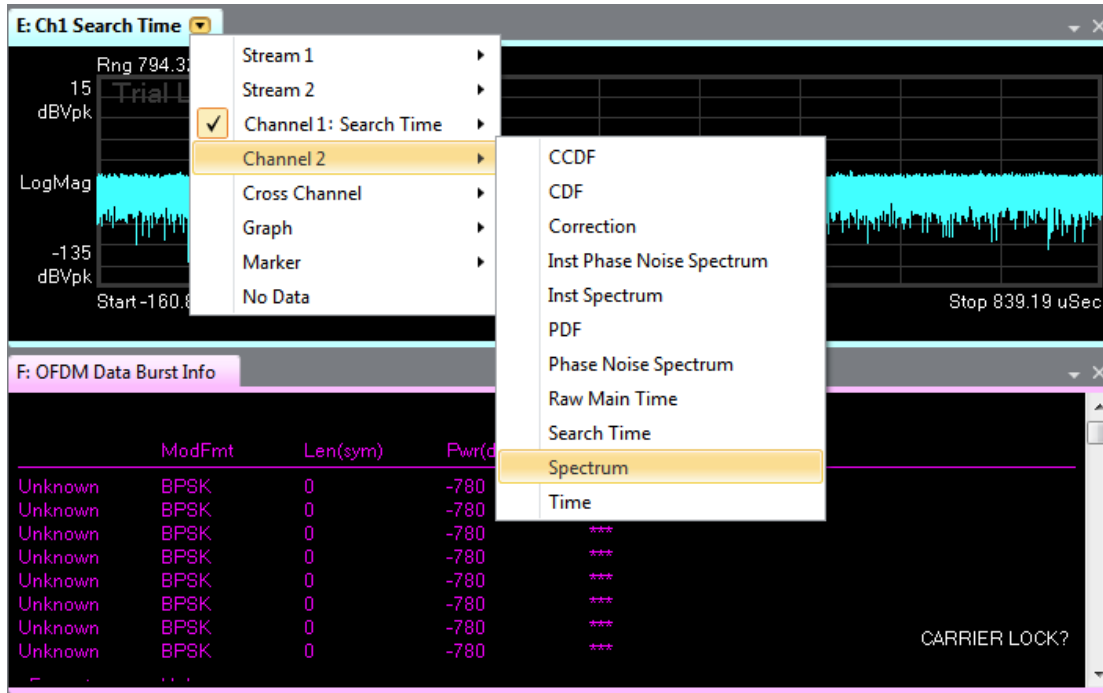 E: Ch1 Search Time
Rng 794.32
15
dBVpk
Trial L
LogMag
-135
dBVpk
Start -160.8
Stop 839.19 uSec
Stream 1
Stream 2
Channel 1: Search Time
Channel 2
Cross Channel
Graph
Marker
No Data
CCDF
CDF
Correction
Inst Phase Noise Spectrum
Inst Spectrum
PDF
Phase Noise Spectrum
Raw Main Time
Search Time
Spectrum
Time
F: OFDM Data Burst Info
ModFmt Len(sym) Pwr(d
Unknown BPSK 0 -780
Unknown BPSK 0 -780
Unknown BPSK 0 -780 ***
Unknown BPSK 0 -780 ***
Unknown BPSK 0 -780 ***
Unknown BPSK 0 -780 ***
Unknown BPSK 0 -780 ***
Unknown BPSK 0 -780 ***
CARRIER LOCK?